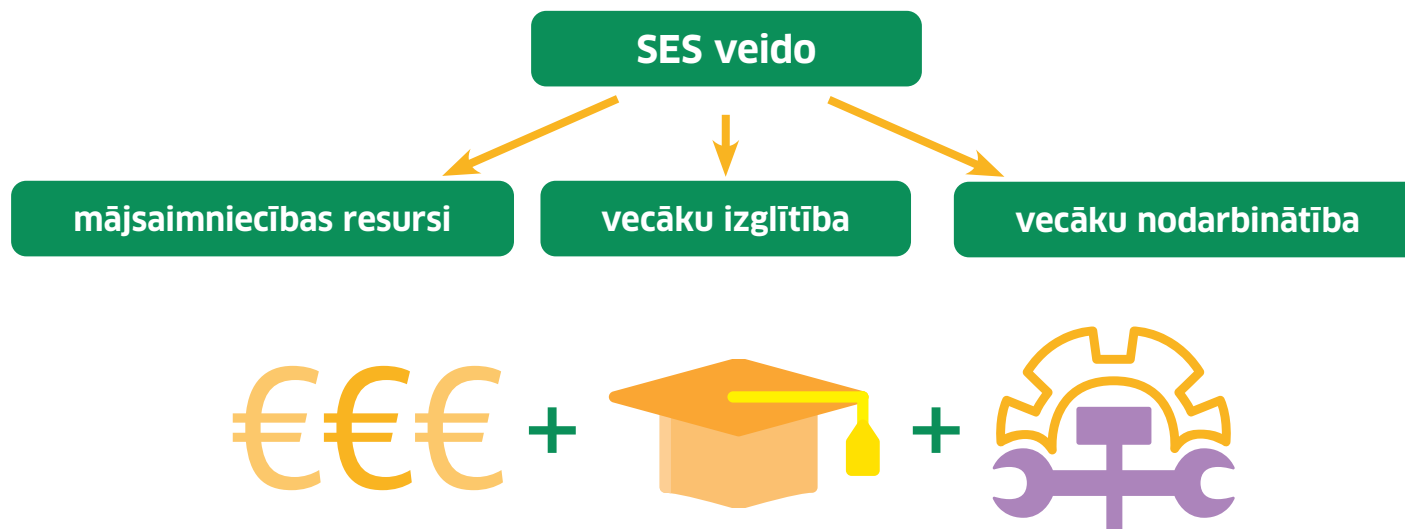 SES veido
mājsaimniecības resursi
vecāku izglītība
vecāku nodarbinātība
€€€ + +